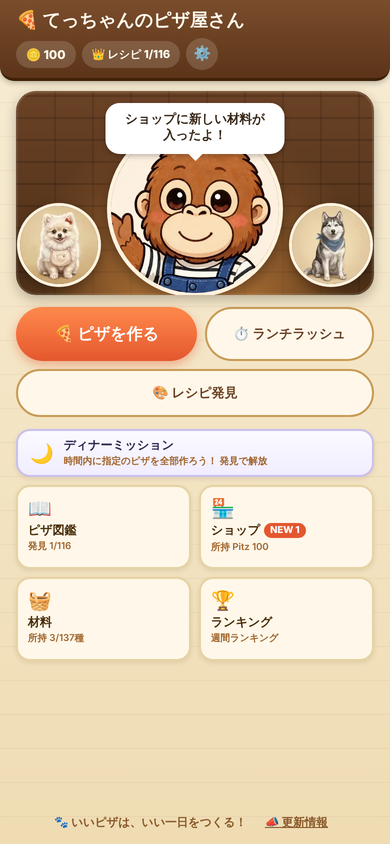 🍕 てっちゃんのピザ屋さん
🪙 100
👑 レシピ 1/116
ショップに新しい材料が
入ったよ！
🍕 ピザを作る
⏱️ ランチラッシュ
🎨 レシピ発見
🌙 ディナーミッション
時間内に指定のピザを全部作ろう！ 発見で解放
📖
ピザ図鑑
発見 1/116
🏪
ショップ NEW 1
所持 Pitz 100
🧺
材料
所持 3/137種
🏆
ランキング
週間ランキング
🐾 いいピザは、いい一日をつくる！
📣 更新情報